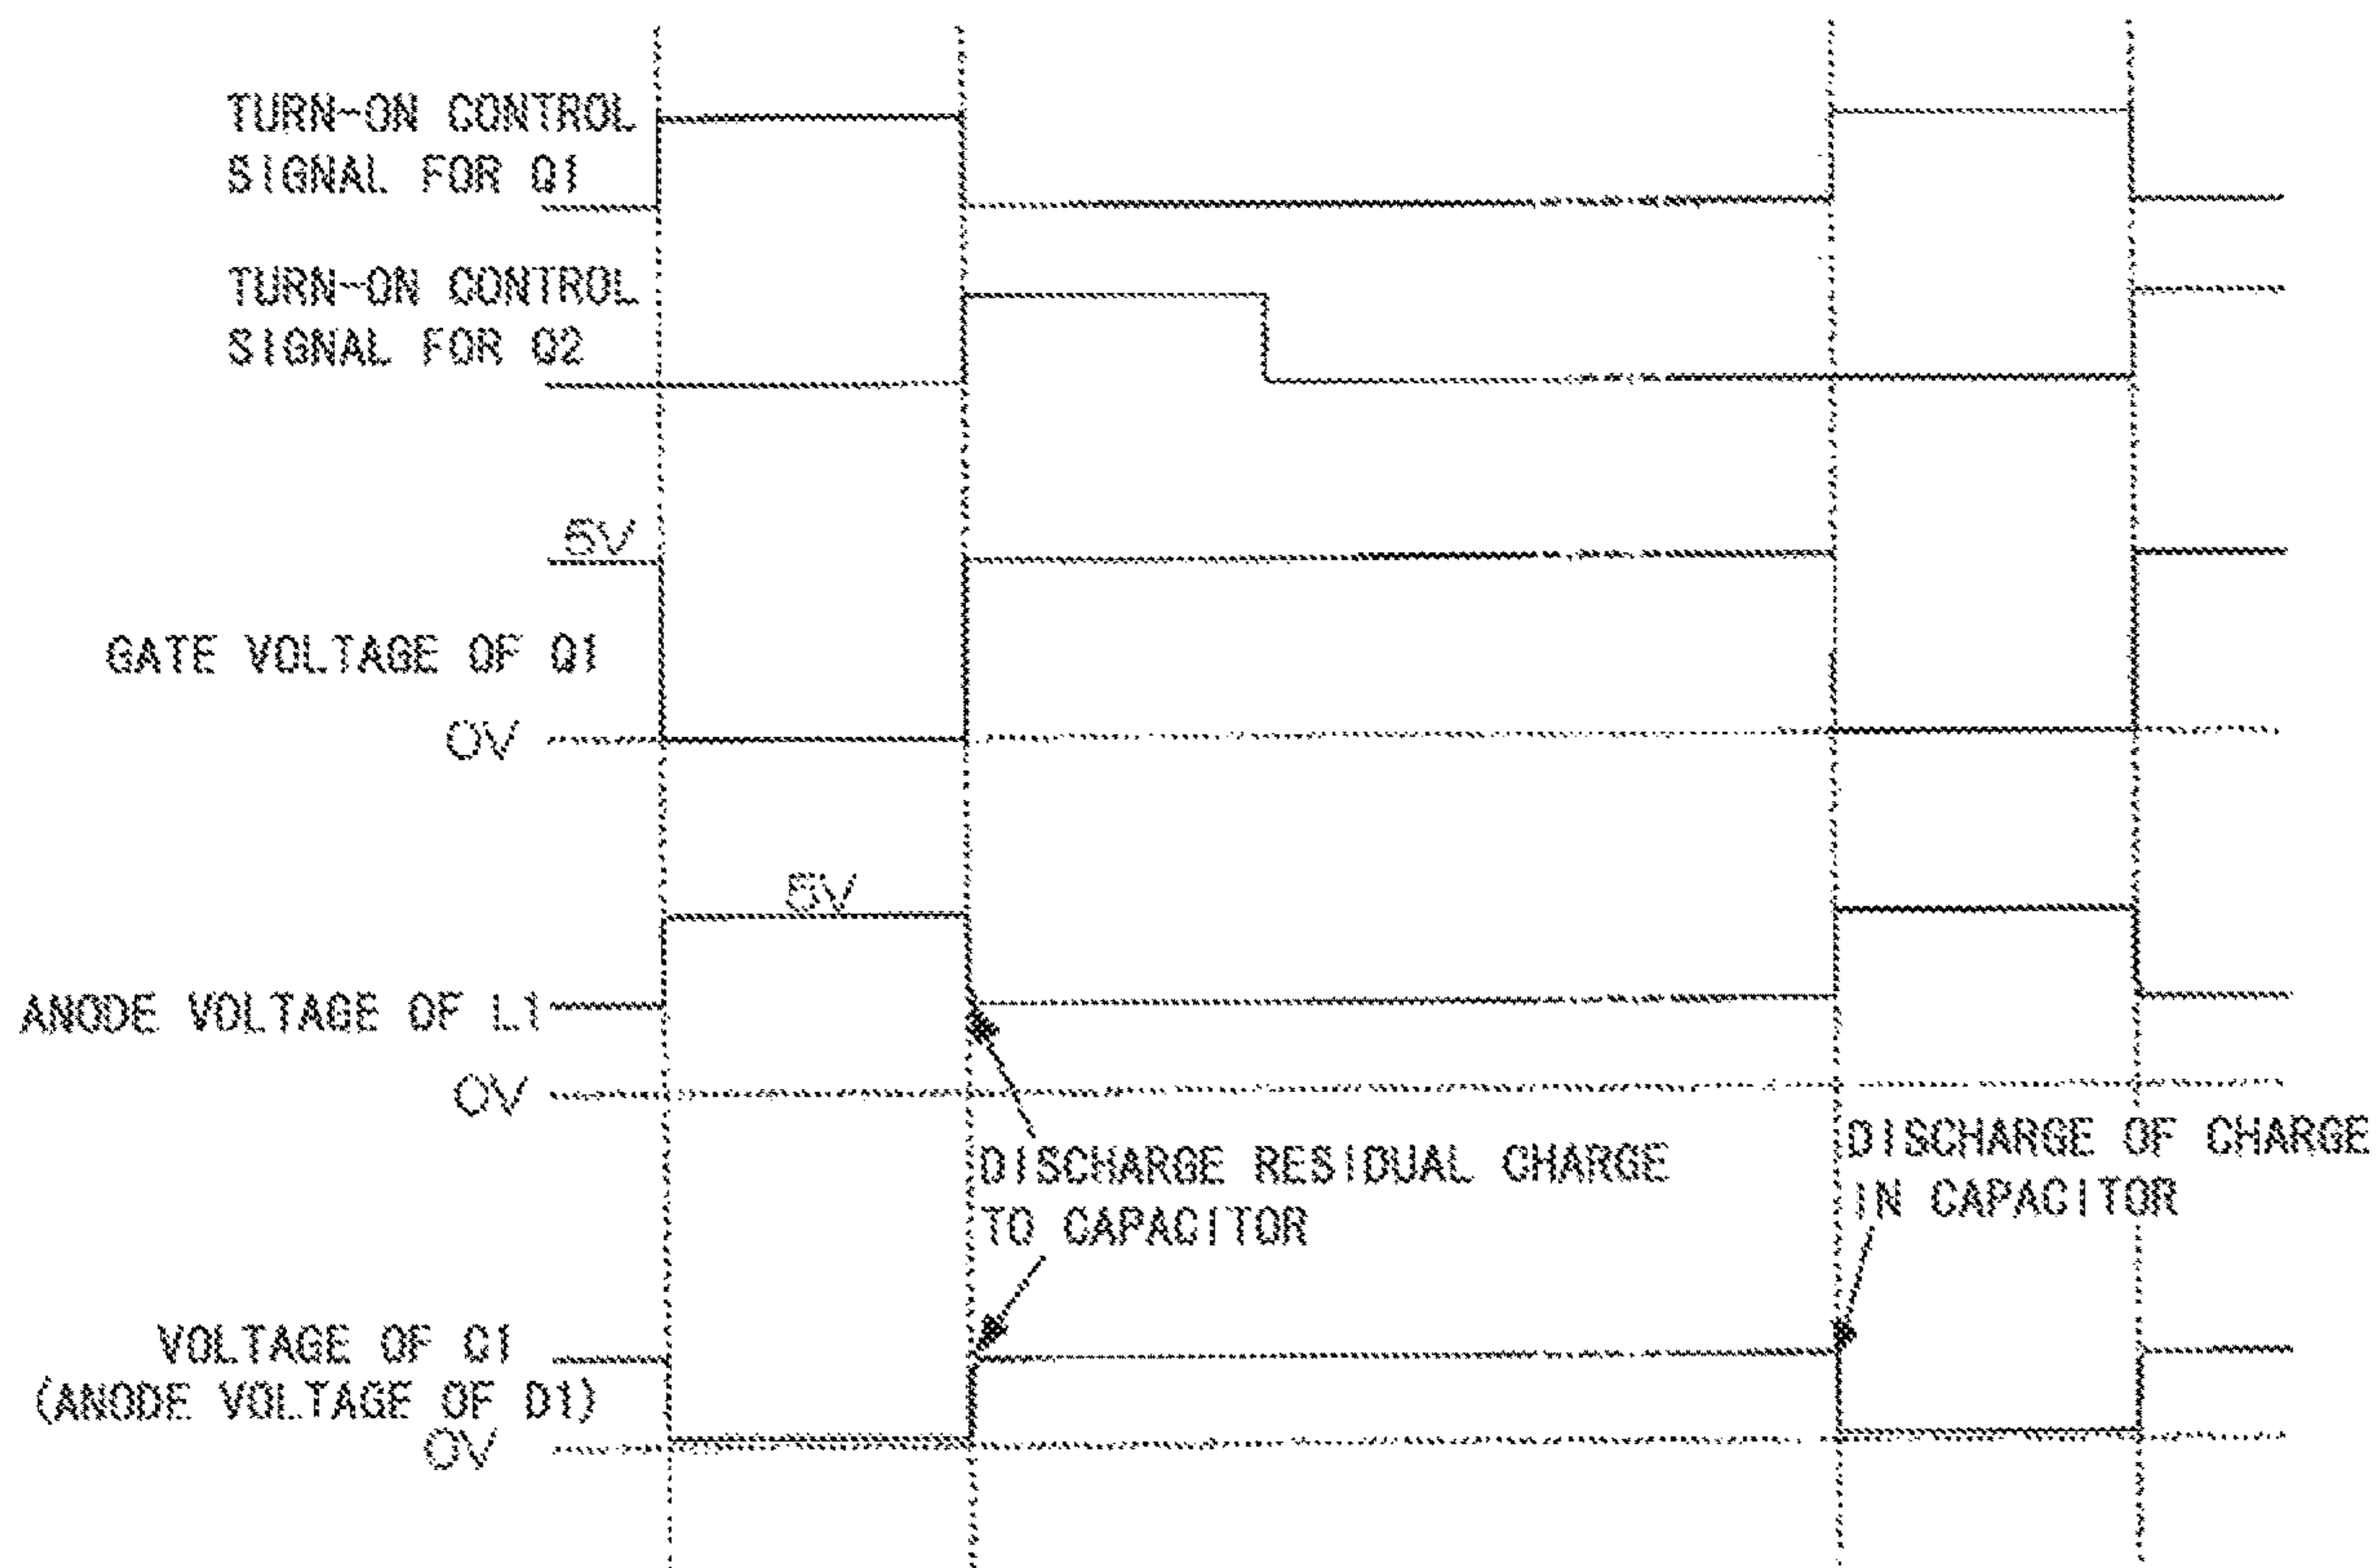 TURN-ON CONTROL
SIGNAL FOR Q1
TURN-ON CONTROL
SIGNAL FOR Q2
5V
GATE VOLTAGE OF Q1
0V
5V
ANODE VOLTAGE OF L1
0V
DISCHARGE RESIDUAL CHARGE
TO CAPACITOR
DISCHARGE OF CHARGE
IN CAPACITOR
VOLTAGE OF C1
(ANODE VOLTAGE OF D1)
0V